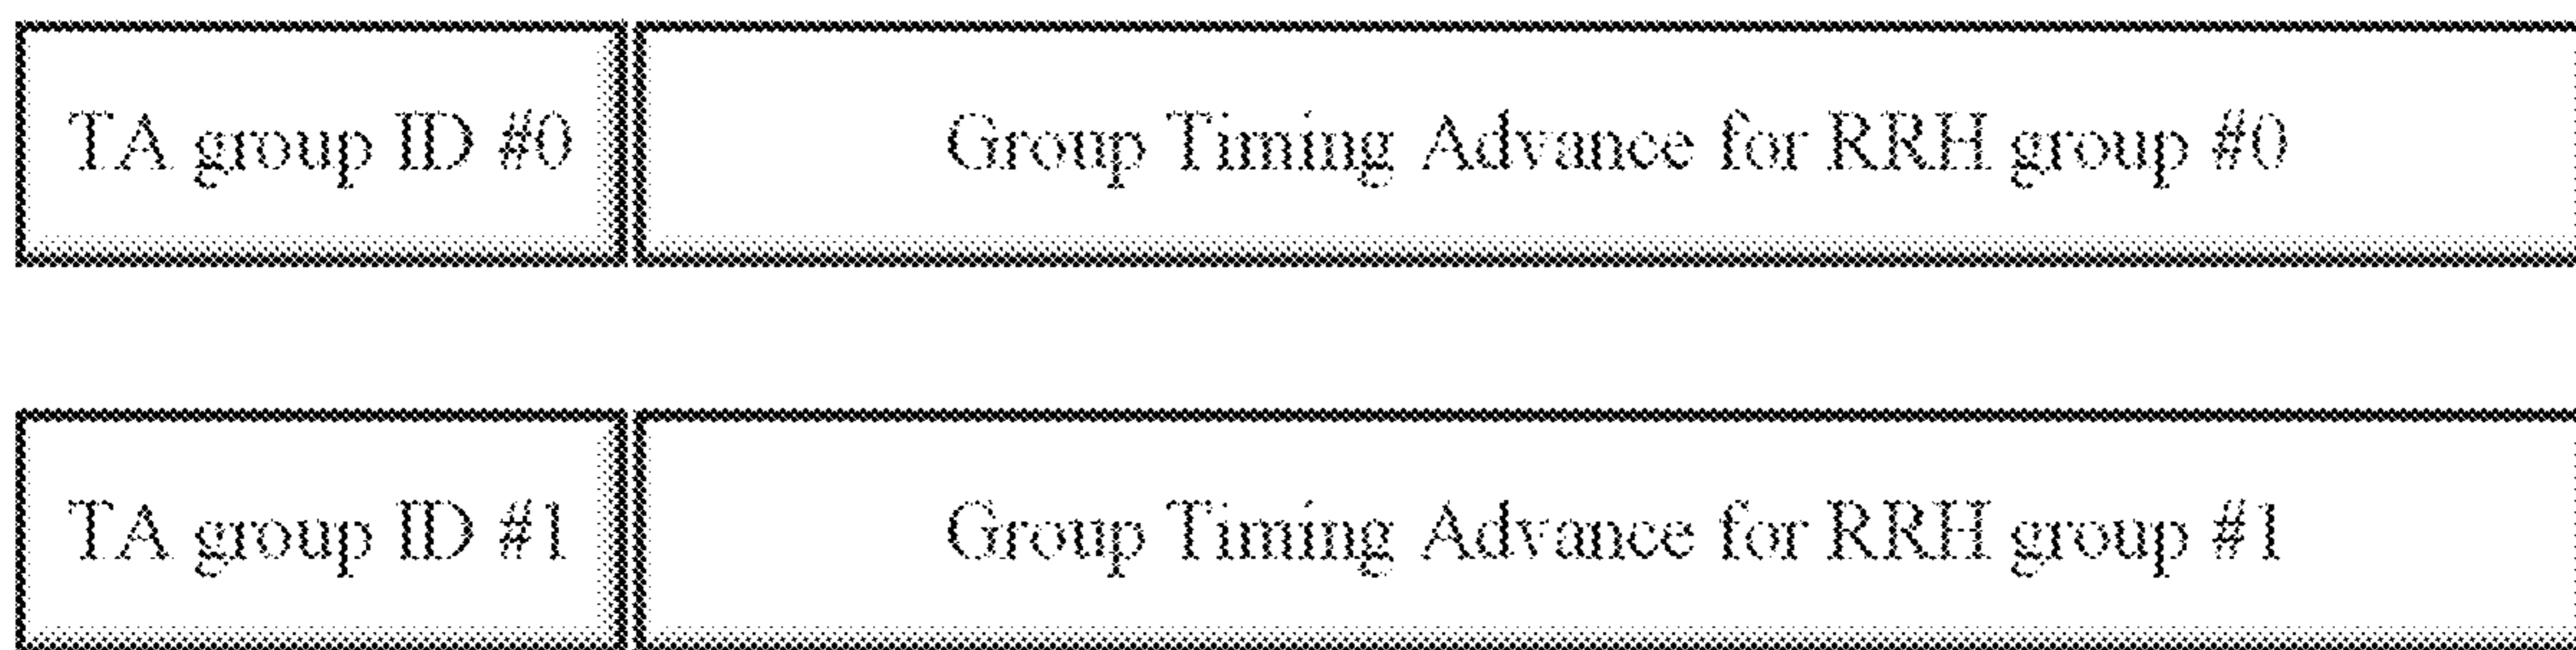 TA group ID #0 Group Timing Advance for RRH group #0
TA group ID #1 Group Timing Advance for RRH group #1